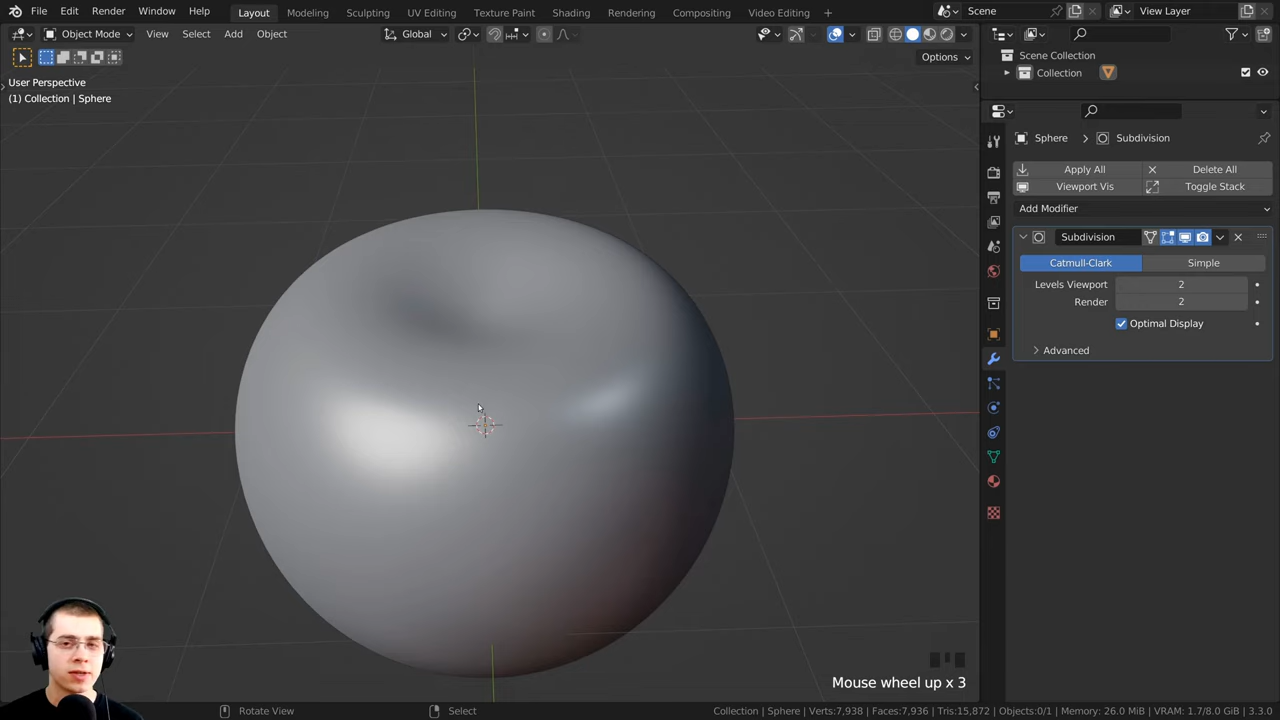 File Edit Render Window Help Layout Modeling Sculpting UV Editing Texture Paint Shading Rendering Compositing Video Editing + Scene View Layer
Object Mode View Select Add Object Global
Options
User Perspective
(1) Collection | Sphere
Scene Collection
Collection
Sphere > Subdivision
Apply All Delete All
Viewport Vis Toggle Stack
Add Modifier
Subdivision
Catmull-Clark Simple
Levels Viewport 2
Render 2
Optimal Display
Advanced
Mouse wheel up x 3
Rotate View Select Collection | Sphere | Verts:7,938 | Faces:7,936 | Tris:15,872 | Objects:0/1 | Memory: 26.0 MiB | VRAM: 1.7/8.0 GiB | 3.3.0